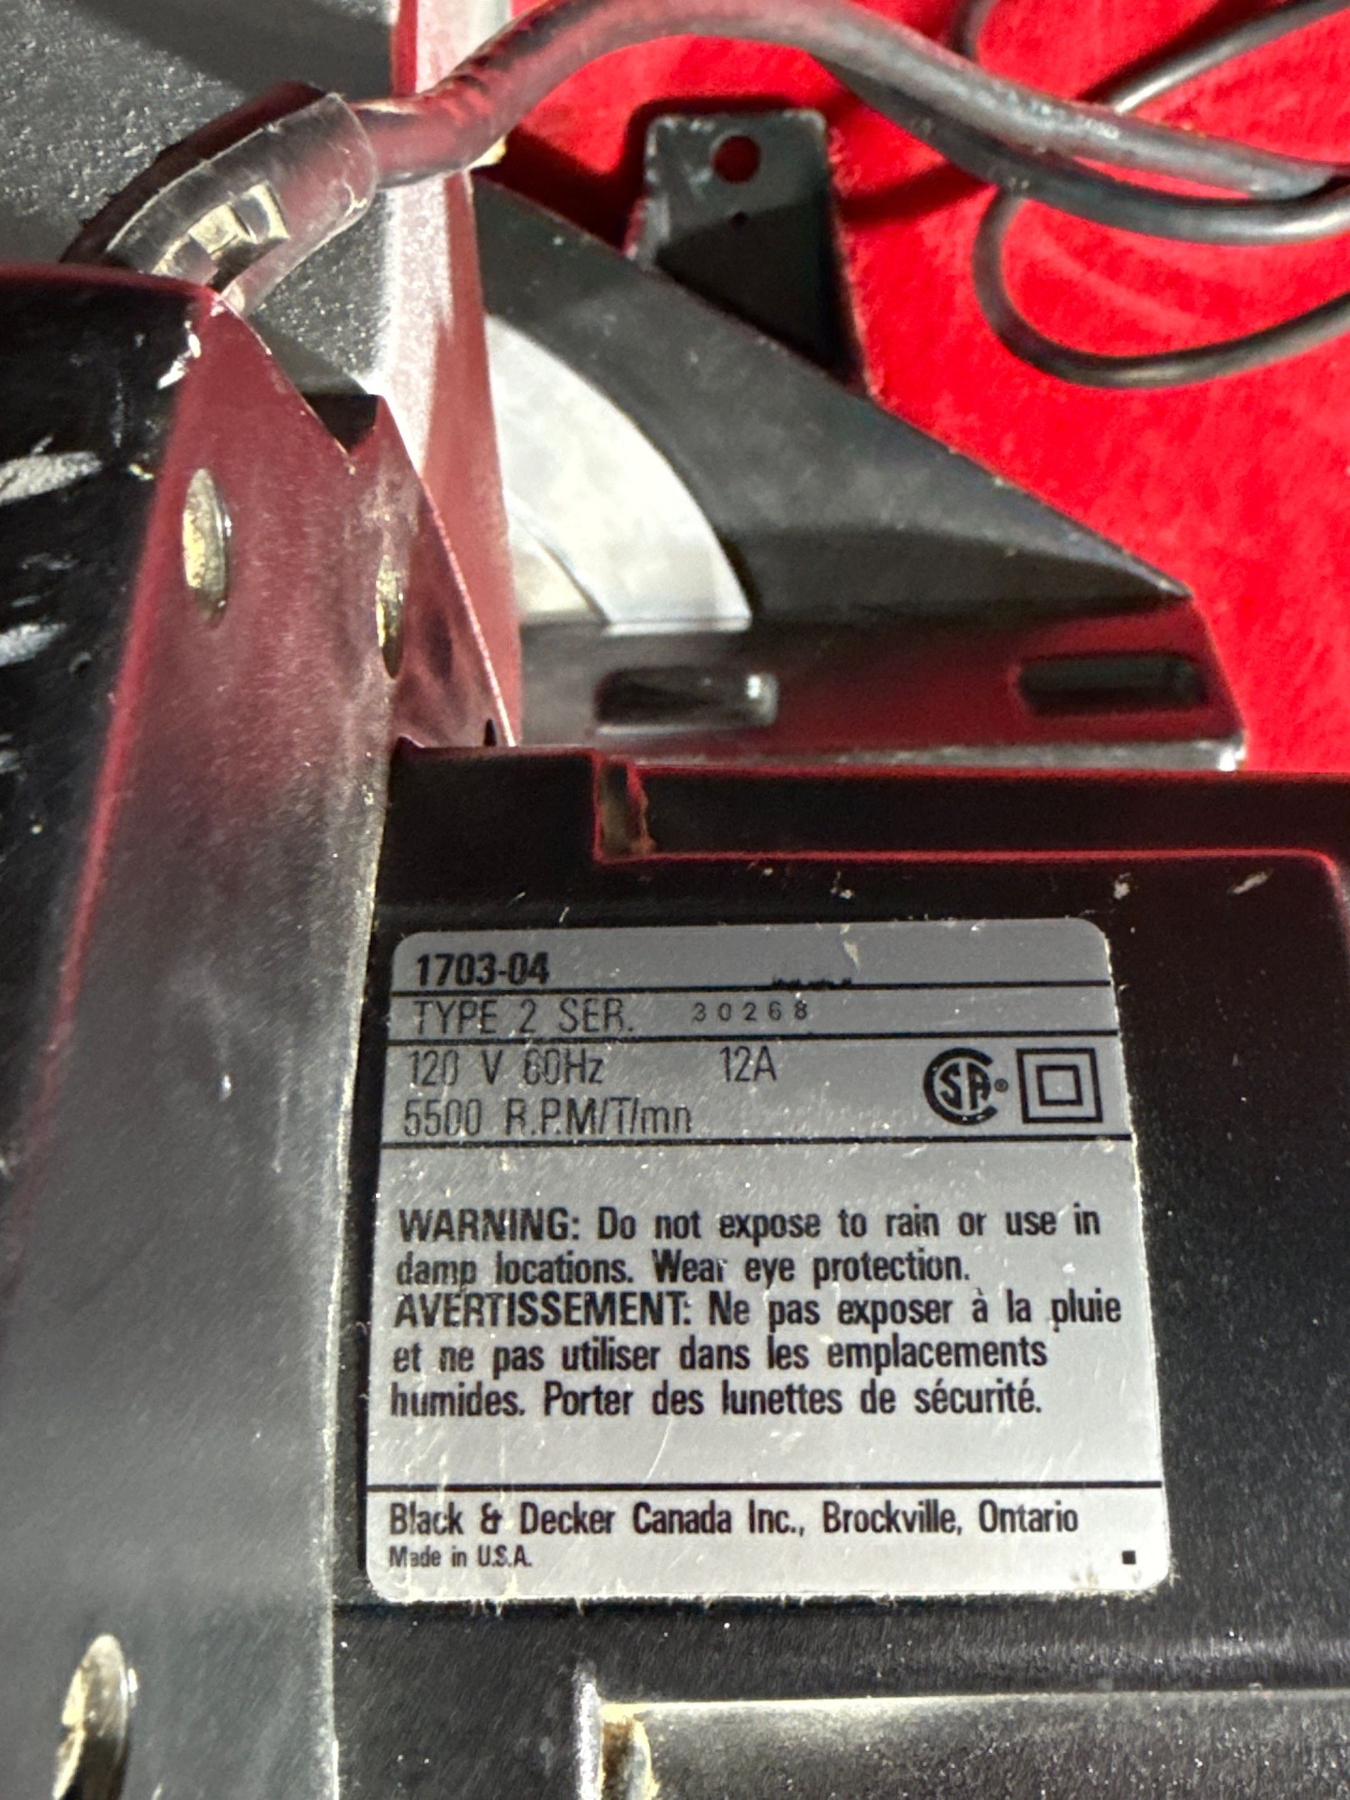 1703-04
TYPE 2 SER. 30268
120 V 60Hz 12A
5500 R.P.M/T/mn
WARNING: Do not expose to rain or use in
damp locations. Wear eye protection.
AVERTISSEMENT: Ne pas exposer à la pluie
et ne pas utiliser dans les emplacements
humides. Porter des lunettes de sécurité.
Black & Decker Canada Inc., Brockville, Ontario
Made in U.S.A.